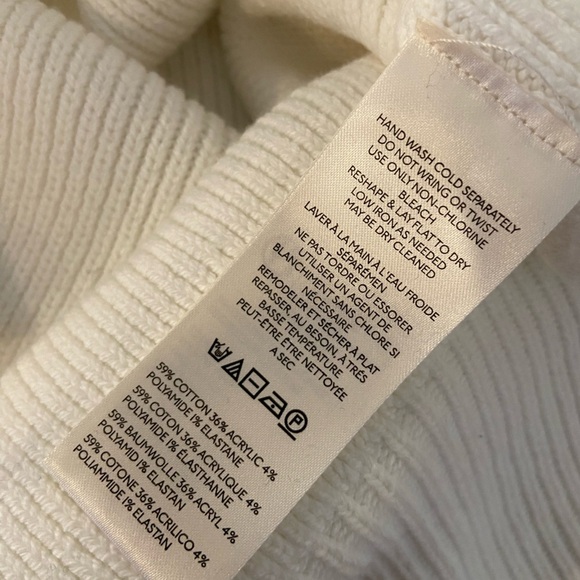 HAND WASH COLD SEPARATELY
DO NOT WRING OR TWIST
USE ONLY NON-CHLORINE
BLEACH
RESHAPE & LAY FLAT TO DRY
LOW IRON AS NEEDED
MAY BE DRY CLEANED
LAVER À LA MAIN À L'EAU FROIDE
SÉPARÉMEN
NE PAS TORDRE OU ESSORER
UTILISER UN AGENT DE
BLANCHIMENT SANS CHLORE SI
NÉCESSAIRE
REMODELER ET SÉCHER À PLAT
REPASSER, AU BESOIN, À TRÉS
BASSE TEMPÉRATURE
PEUT-ÊTRE ÊTRE NETTOYÉE
A SEC
P
59% COTTON 36% ACRYLIC 4%
POLYAMIDE 1% ELASTANE
59% COTON 36% ACRYLIQUE 4%
POLYAMIDE 1% ELASTHANNE
59% BAUMWOLLE 36% ACRYL 4%
POLYAMID 1% ELASTAN
59% COTONE 36% ACRILICO 4%
POLIAMMIDE 1% ELASTAN